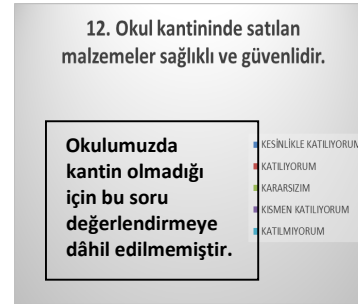 12. Okul kantininde satılan
malzemeler sağlıklı ve güvenlidir.
Okulumuzda
kantin olmadığı
için bu soru
değerlendirmeye
dâhil edilmemiştir.
KESİNLİKLE KATILIYORUM
KATILIYORUM
KARARSIZIM
KISMEN KATILIYORUM
KATILMIYORUM